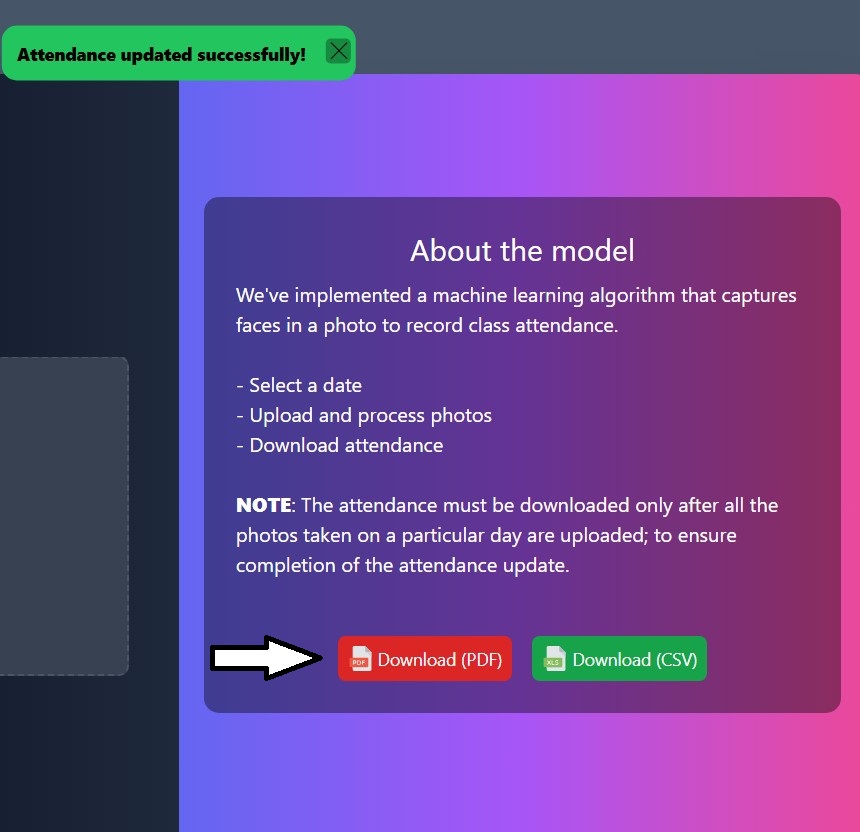 Attendance updated successfully!
About the model
We've implemented a machine learning algorithm that captures
faces in a photo to record class attendance.
- Select a date
- Upload and process photos
- Download attendance
NOTE: The attendance must be downloaded only after all the
photos taken on a particular day are uploaded; to ensure
completion of the attendance update.
PDF Download (PDF)
XLS Download (CSV)